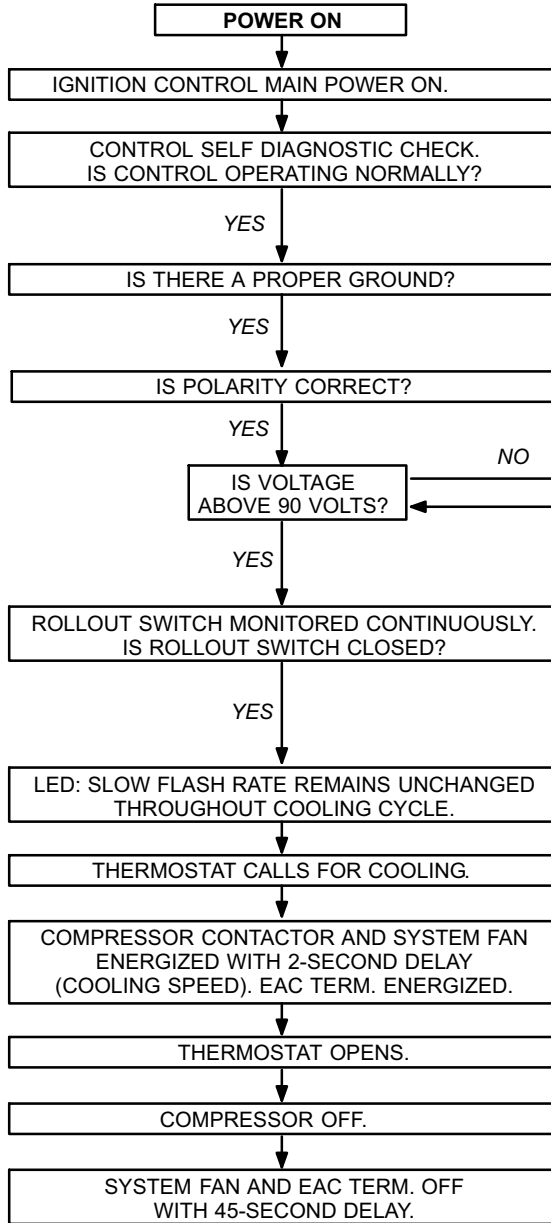 POWER ON
IGNITION CONTROL MAIN POWER ON.
CONTROL SELF DIAGNOSTIC CHECK.
IS CONTROL OPERATING NORMALLY?
YES
IS THERE A PROPER GROUND?
YES
IS POLARITY CORRECT?
YES
NO
IS VOLTAGE
ABOVE 90 VOLTS?
YES
ROLLOUT SWITCH MONITORED CONTINUOUSLY.
IS ROLLOUT SWITCH CLOSED?
YES
LED: SLOW FLASH RATE REMAINS UNCHANGED
THROUGHOUT COOLING CYCLE.
THERMOSTAT CALLS FOR COOLING.
COMPRESSOR CONTACTOR AND SYSTEM FAN
ENERGIZED WITH 2-SECOND DELAY
(COOLING SPEED). EAC TERM. ENERGIZED.
THERMOSTAT OPENS.
COMPRESSOR OFF.
SYSTEM FAN AND EAC TERM. OFF
WITH 45-SECOND DELAY.